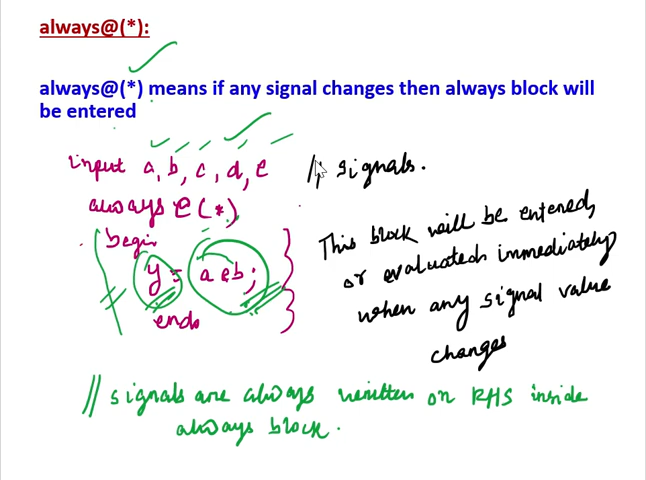 always@(*):
always@(*) means if any signal changes then always block will
be entered
input a, b, c, d, e // signals.
always @(*)
begin
y = a & b;
end
This block will be entered,
or evaluated immediately
when any signal value
changes
// signals are always written on RHS inside
always block.